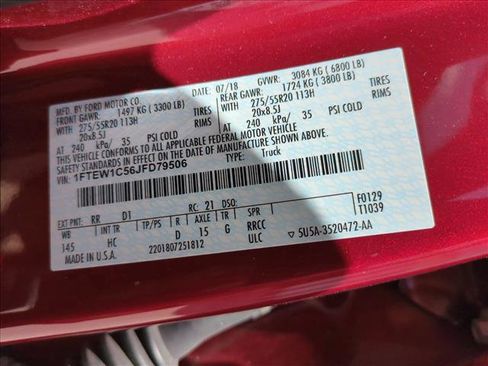 MFD. BY FORD MOTOR CO.
DATE: 07/18 GVWR: 3084 KG (6800 LB)
FRONT GAWR: 1497 KG (3300 LB) REAR GAWR: 1724 KG (3800 LB)
WITH 275/55R20 113H TIRES WITH 275/55R20 113H TIRES
20x8.5J RIMS 20x8.5J RIMS
AT 240 kPa/ 35 PSI COLD AT 240 kPa/ 35 PSI COLD
THIS VEHICLE CONFORMS TO ALL APPLICABLE FEDERAL MOTOR VEHICLE
SAFETY STANDARDS IN EFFECT ON THE DATE OF MANUFACTURE SHOWN ABOVE.
VIN: 1FTEW1C56JFD79506 TYPE: Truck
F0129
T1039
EXT PNT: RR D1 RC: 21 DSO:
WB INT TR TP/PS R AXLE TR SPR
145 HC D 15 G RRCC
MADE IN U.S.A. 2201807251812 ULC 5U5A-3520472-AA